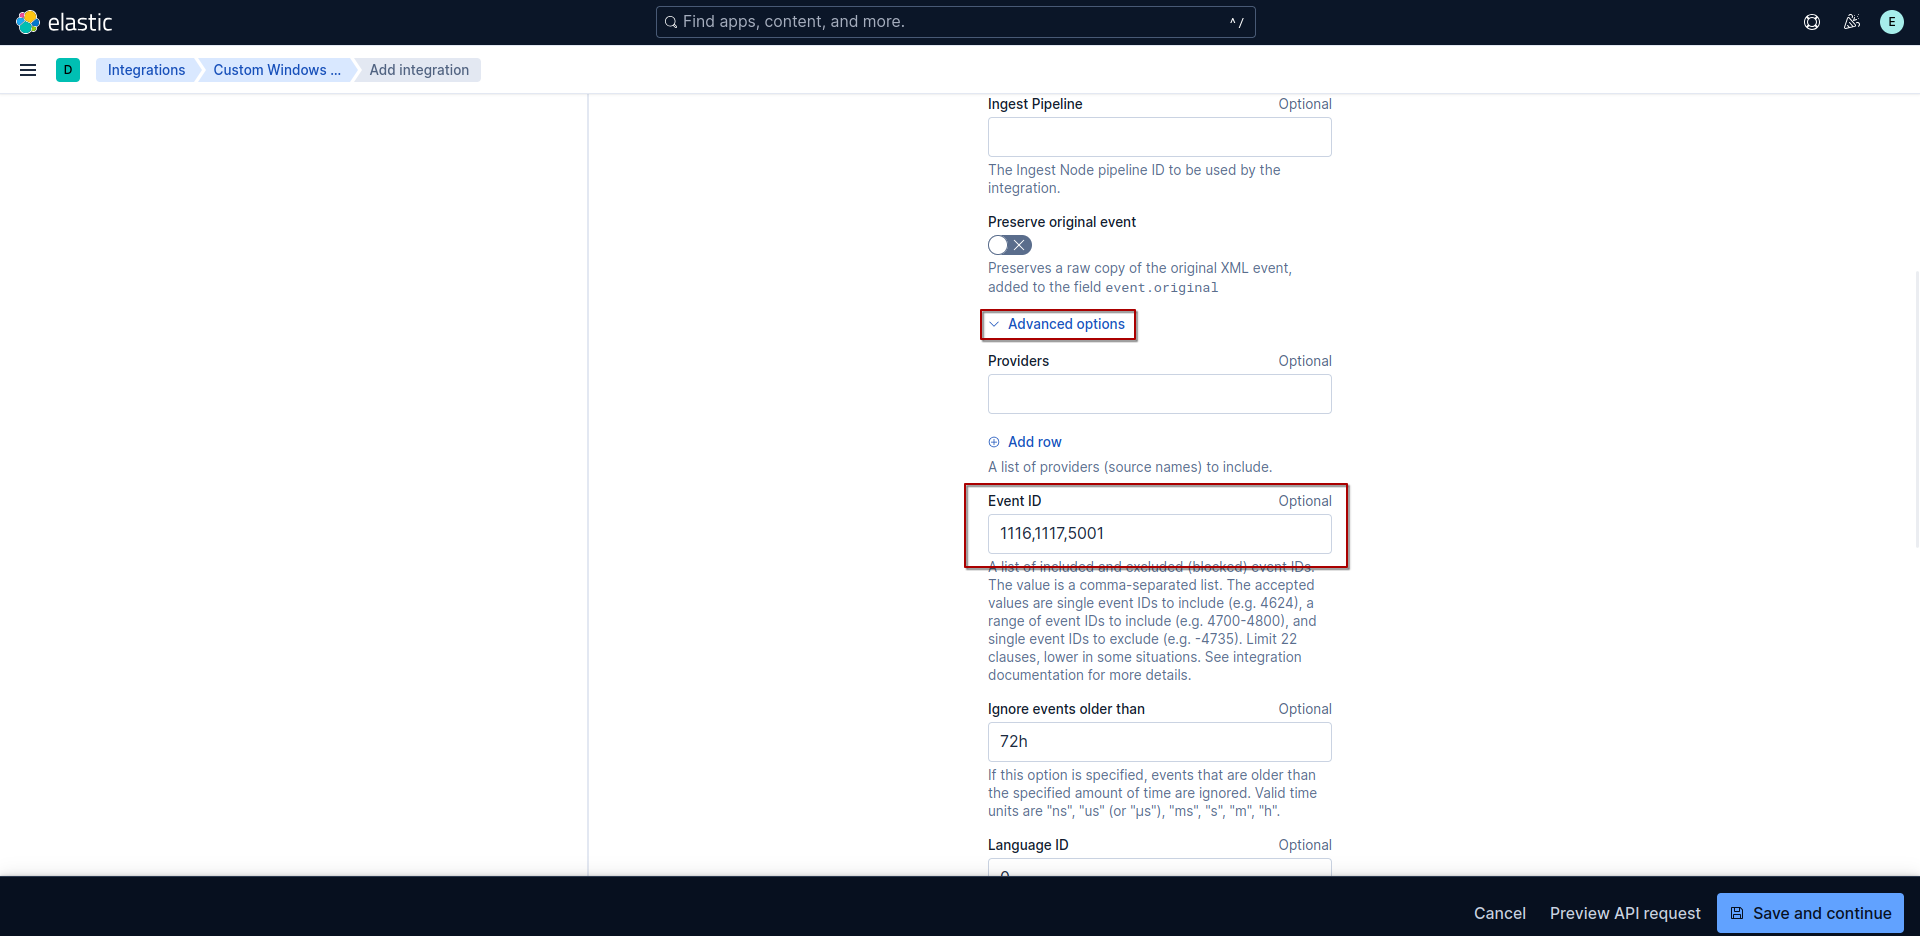 elastic
Find apps, content, and more.
^ /
E
D
Integrations
Custom Windows ...
Add integration
Ingest Pipeline
Optional
The Ingest Node pipeline ID to be used by the
integration.
Preserve original event
Preserves a raw copy of the original XML event,
added to the field event.original
Advanced options
Providers
Optional
Add row
A list of providers (source names) to include.
Event ID
Optional
1116,1117,5001
A list of included and excluded (blocked) event IDs.
The value is a comma-separated list. The accepted
values are single event IDs to include (e.g. 4624), a
range of event IDs to include (e.g. 4700-4800), and
single event IDs to exclude (e.g. -4735). Limit 22
clauses, lower in some situations. See integration
documentation for more details.
Ignore events older than
Optional
72h
If this option is specified, events that are older than
the specified amount of time are ignored. Valid time
units are "ns", "us" (or "µs"), "ms", "s", "m", "h".
Language ID
Optional
Cancel
Preview API request
Save and continue